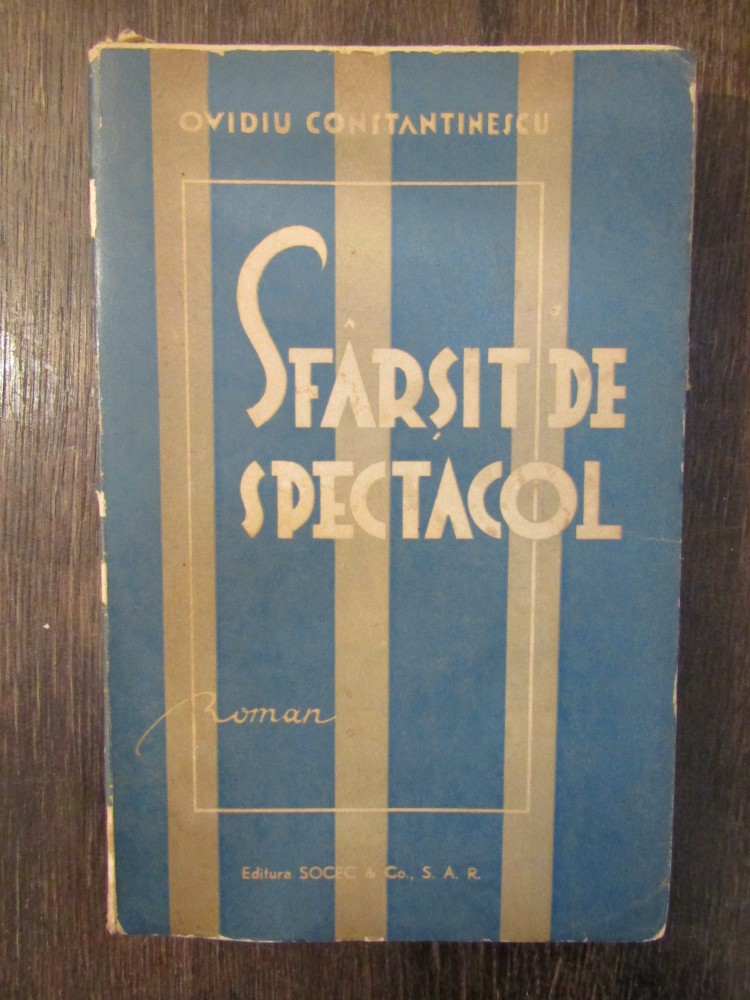 OVIDIU CONSTANTINESCU
SFÂRȘIT DE
SPECTACOL
Roman
Editura SOCEC & Co., S. A. R.